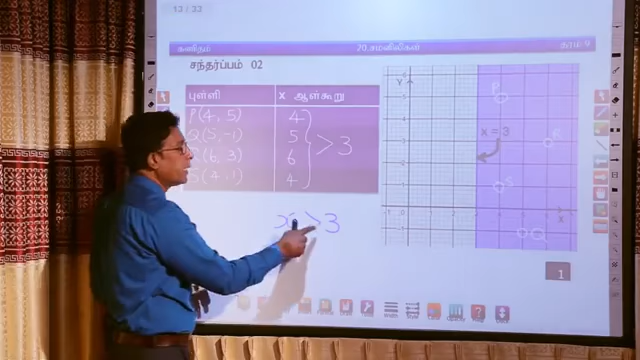 13 / 33
கணிதம் 20.சமனிலிகள் தரம்-9
சந்தர்ப்பம் 02
புள்ளி x ஆள்கூறு
P(4, 5) 4
Q(5, -1) 5
R(6, 3) 6 >3
S(4, 1) 4
x > 3
Y
P
R
x = 3
S
Q
X
1